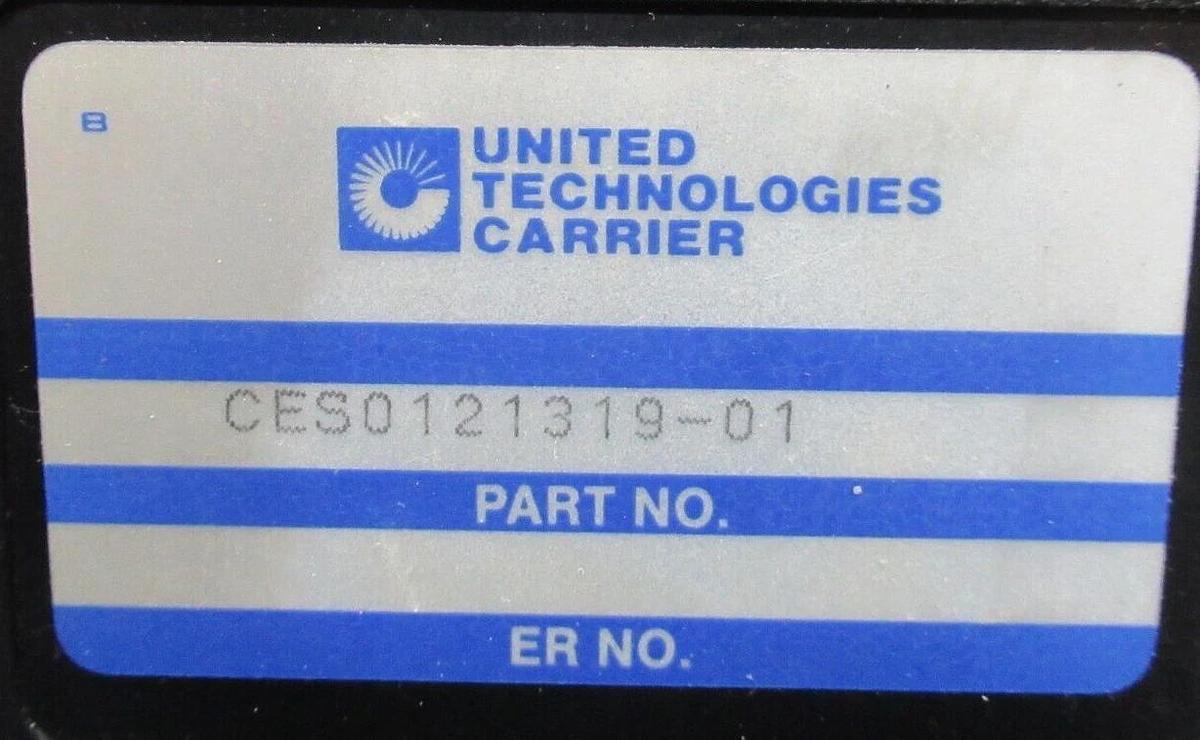 8
UNITED
TECHNOLOGIES
CARRIER
CES0121319-01
PART NO.
ER NO.